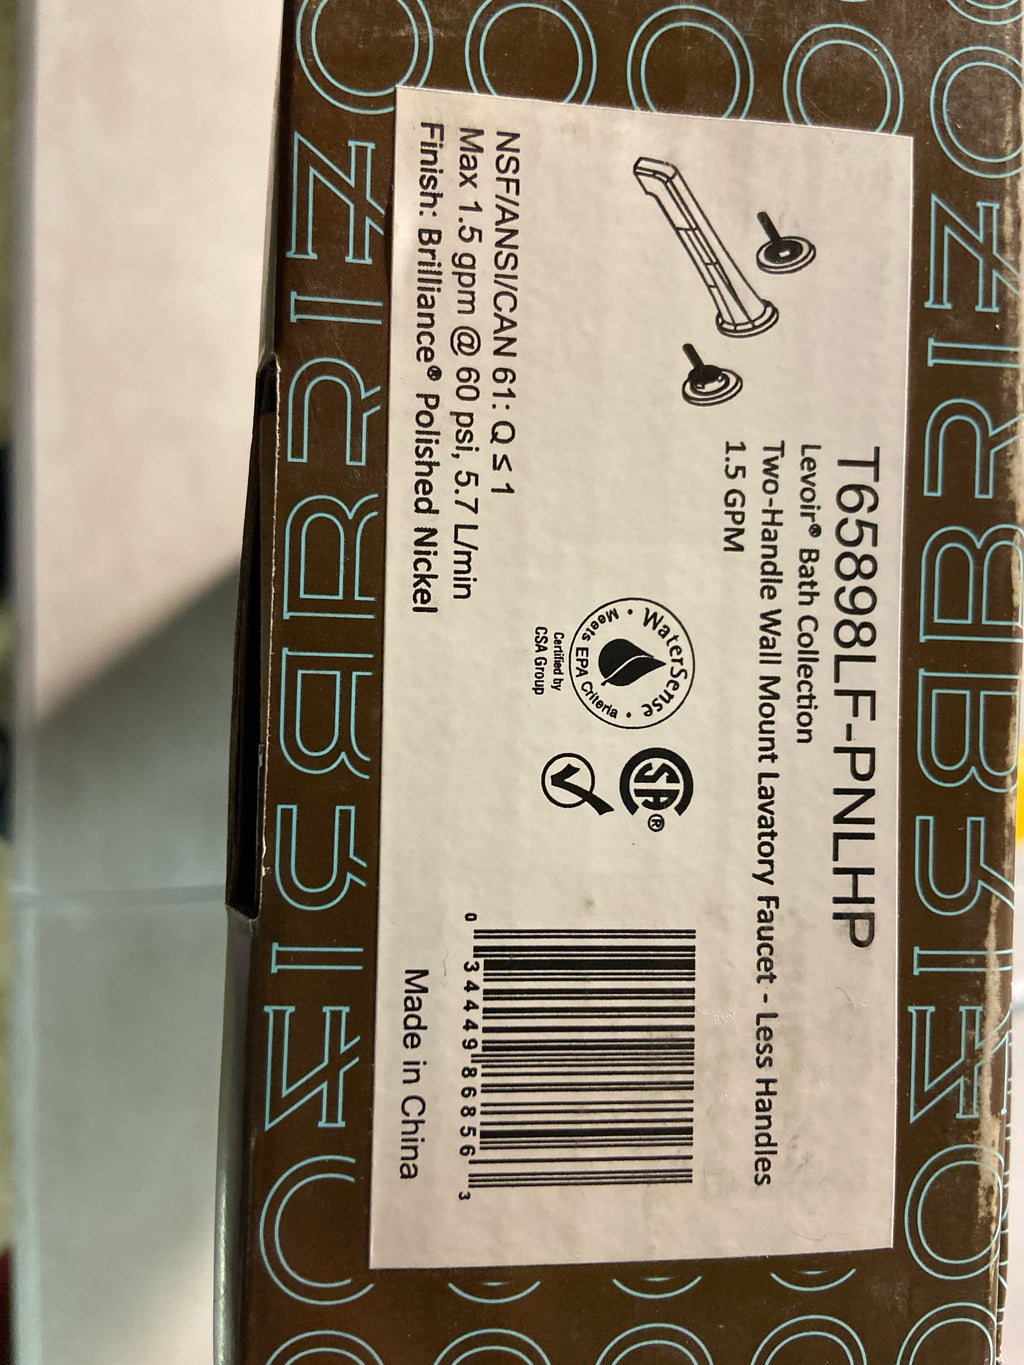 T65898LF-PNLHP
Levoir® Bath Collection
Two-Handle Wall Mount Lavatory Faucet - Less Handles
1.5 GPM
WaterSense
Meets EPA Criteria
Certified by
CSA Group
SA®
NSF/ANSI/CAN 61: Q ≤ 1
Max 1.5 gpm @ 60 psi, 5.7 L/min
Finish: Brilliance® Polished Nickel
0 34449 86856 3
Made in China